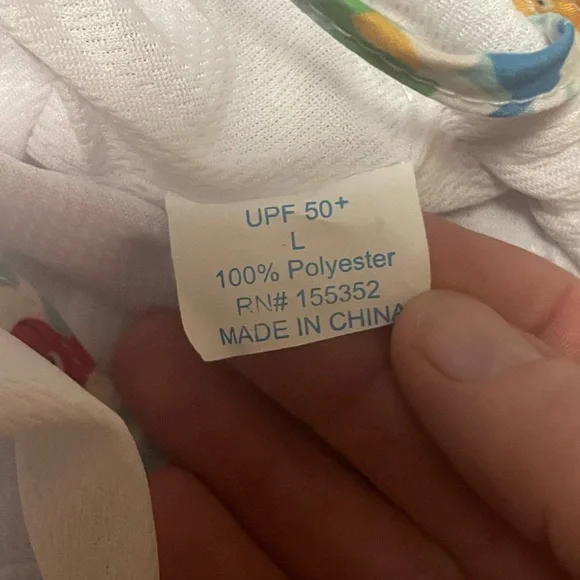 UPF 50+
L
100% Polyester
RN# 155352
MADE IN CHINA